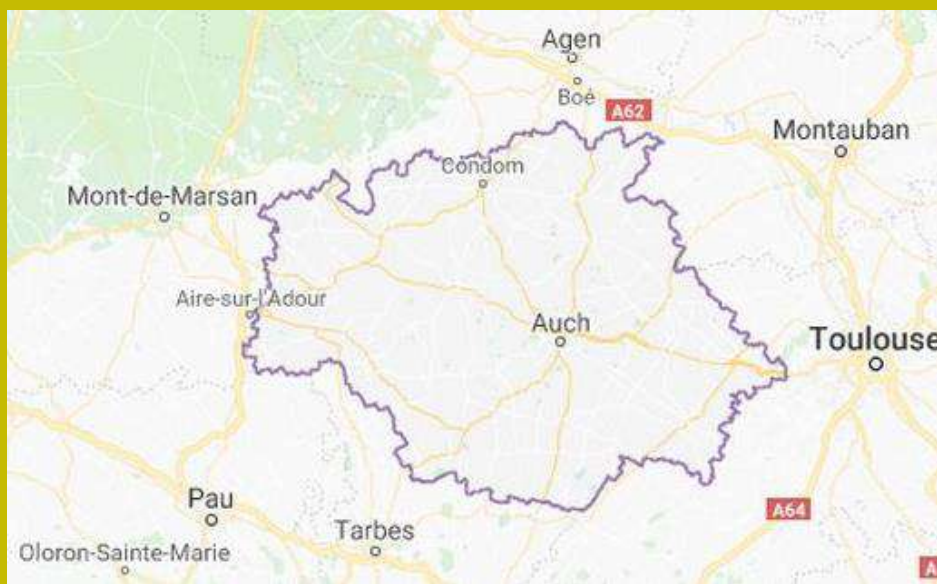 Agen
Boé
A62
Montauban
Condom
Mont-de-Marsan
Aire-sur-l'Adour
Auch
Toulouse
Pau
A64
Tarbes
Oloron-Sainte-Marie
A